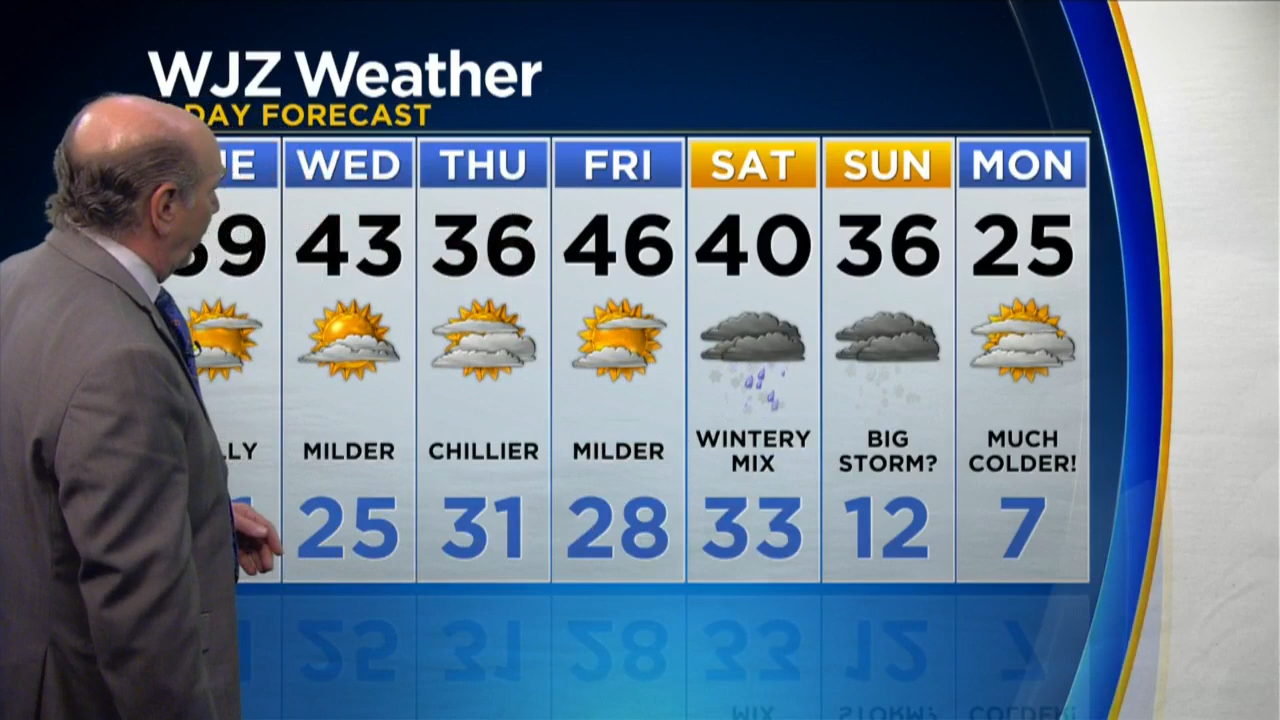 WJZ Weather
DAY FORECAST
WED THU FRI SAT SUN MON
43 36 46 40 36 25
MILDER CHILLIER MILDER WINTERY MIX BIG STORM? MUCH COLDER!
25 31 28 33 12 7